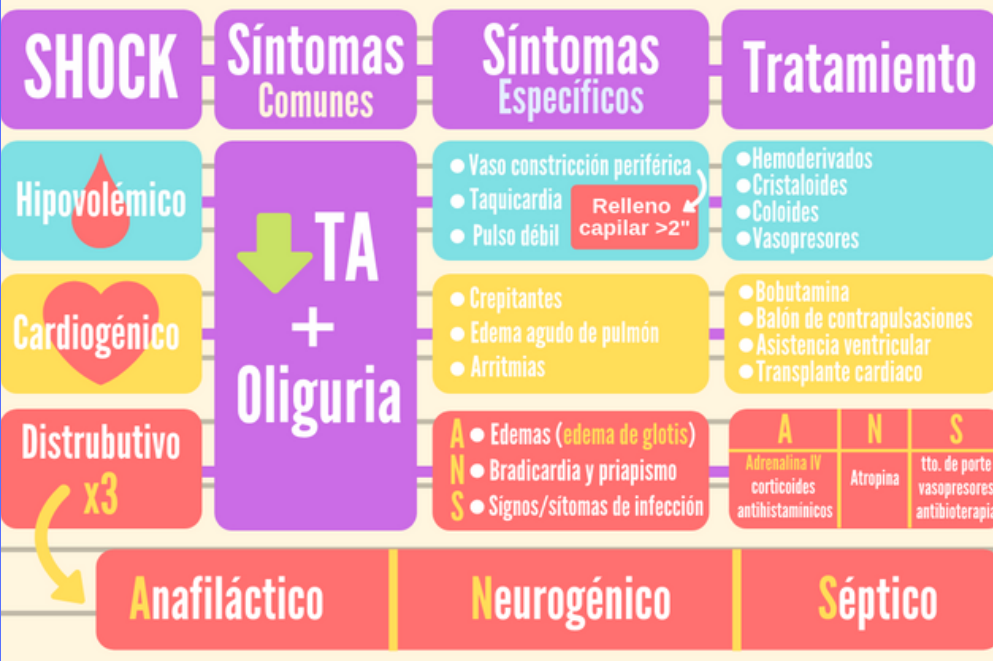 SHOCK
Síntomas
Comunes
Síntomas
Específicos
Tratamiento
Hipovolémico
TA
+
Oliguria
● Vaso constricción periférica
● Taquicardia
● Pulso débil
Relleno
capilar >2"
●Hemoderivados
●Cristaloides
●Coloides
●Vasopresores
Cardiogénico
● Crepitantes
● Edema agudo de pulmón
● Arritmias
●Bobutamina
●Balón de contrapulsasiones
●Asistencia ventricular
●Transplante cardiaco
Distrubutivo
x3
A ● Edemas (edema de glotis)
N ● Bradicardia y priapismo
S ● Signos/sítomas de infección
A
Adrenalina IV
corticoides
antihistamínicos
N
Atropina
S
tto. de porte
vasopresores
antibioterapia
Anafiláctico
Neurogénico
Séptico